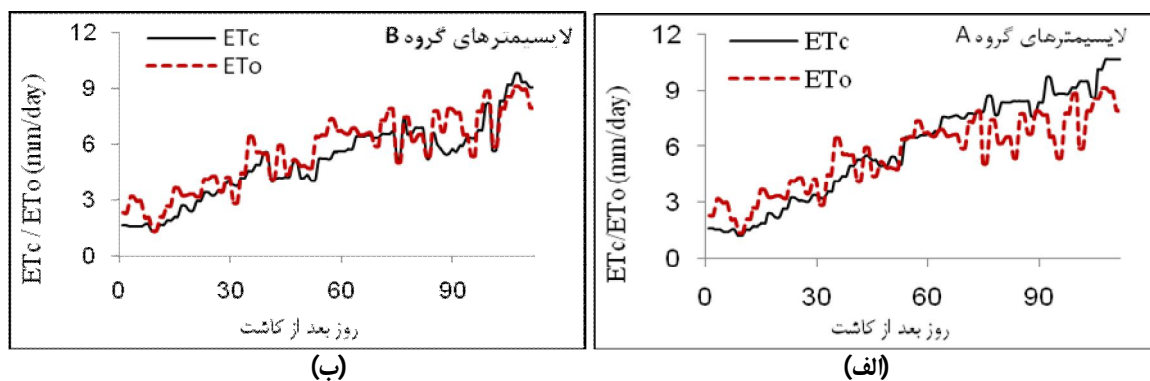 لایسیمترهای گروه A
ETc
ETo
ETc/ETo (mm/day)
12
9
6
3
0
0
30
60
90
روز بعد از کاشت
(الف)
لایسیمترهای گروه B
ETc
ETo
ETc / ETo (mm/day)
12
9
6
3
0
0
30
60
90
روز بعد از کاشت
(ب)